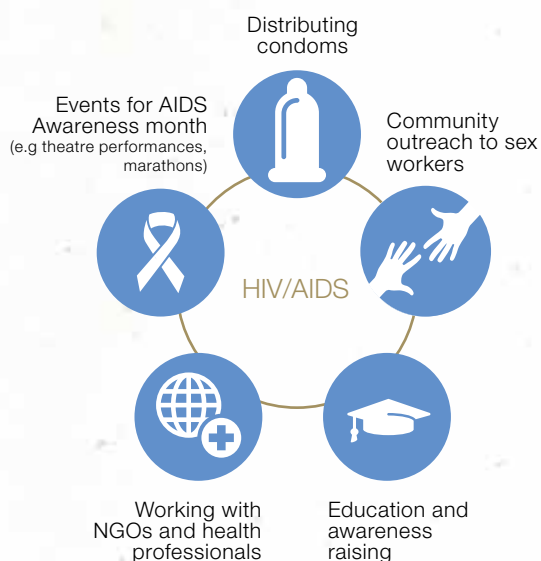 Distributing
condoms
Events for AIDS
Awareness month
(e.g theatre performances,
marathons)
Community
outreach to sex
workers
HIV/AIDS
Working with
NGOs and health
professionals
Education and
awareness
raising